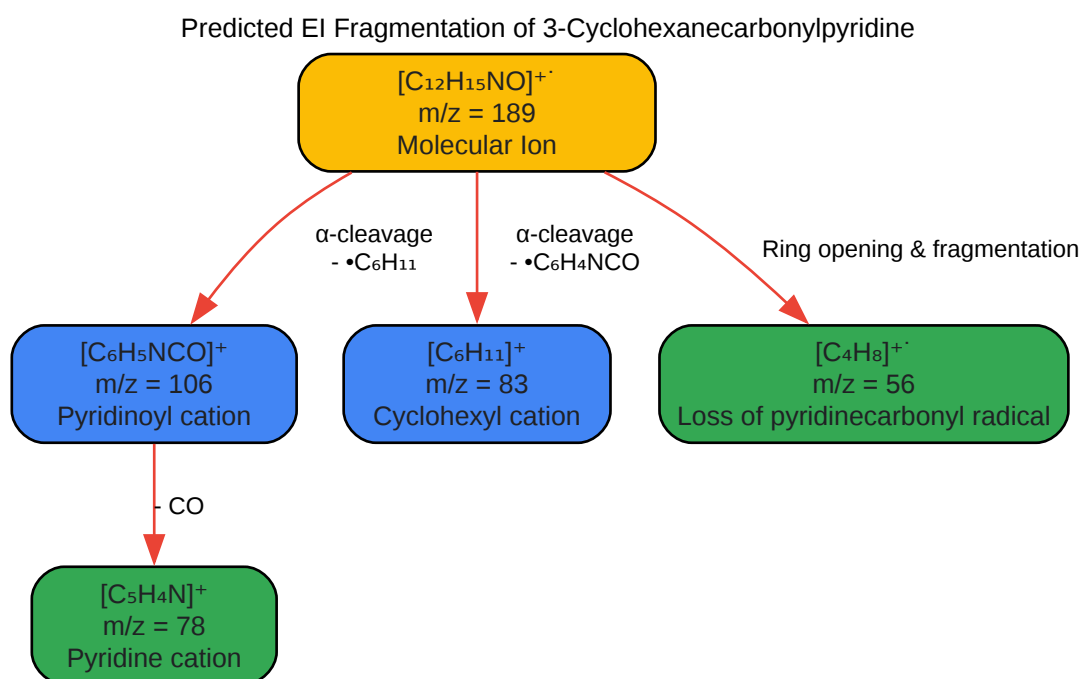 Predicted EI Fragmentation of 3-Cyclohexanecarbonylpyridine
[C₁₂H₁₅NO]⁺˙
m/z = 189
Molecular Ion
α-cleavage
- •C₆H₁₁
α-cleavage
- •C₆H₄NCO
Ring opening & fragmentation
[C₆H₅NCO]⁺
m/z = 106
Pyridinoyl cation
[C₆H₁₁]⁺
m/z = 83
Cyclohexyl cation
[C₄H₈]⁺˙
m/z = 56
Loss of pyridinecarbonyl radical
- CO
[C₅H₄N]⁺
m/z = 78
Pyridine cation